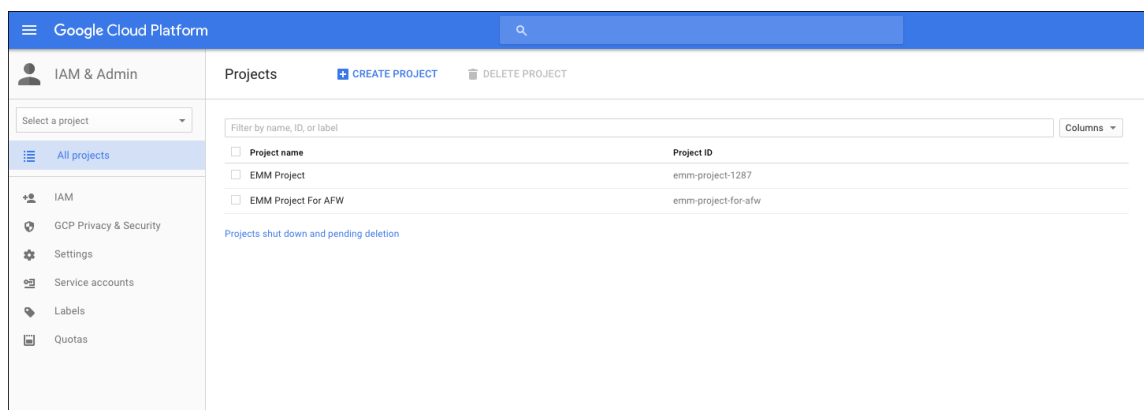 Google Cloud Platform
IAM & Admin
Projects
CREATE PROJECT
DELETE PROJECT
Select a project
All projects
IAM
GCP Privacy & Security
Settings
Service accounts
Labels
Quotas
Filter by name, ID, or label
Columns
Project name Project ID
EMM Project emm-project-1287
EMM Project For AFW emm-project-for-afw
Projects shut down and pending deletion